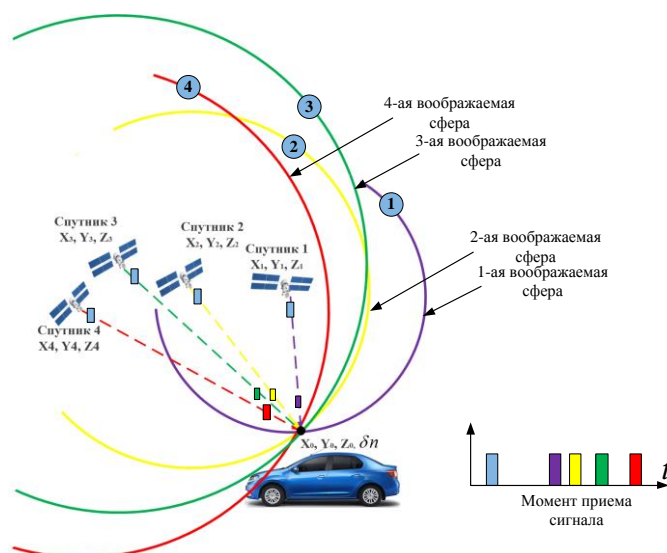 4
3
2
1
4-ая воображаемая
сфера
3-ая воображаемая
сфера
2-ая воображаемая
сфера
1-ая воображаемая
сфера
Спутник 3
X₃, Y₃, Z₃
Спутник 2
X₂, Y₂, Z₂
Спутник 1
X₁, Y₁, Z₁
Спутник 4
X4, Y4, Z4
X₀, Y₀, Z₀, δn
t
Момент приема
сигнала